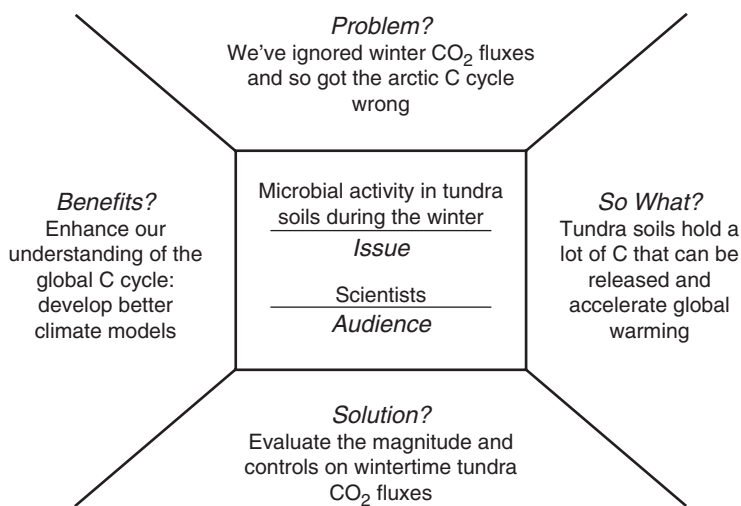 Problem?
We've ignored winter CO₂ fluxes
and so got the arctic C cycle
wrong
Benefits?
Enhance our
understanding of the
global C cycle:
develop better
climate models
Microbial activity in tundra
soils during the winter
Issue
Scientists
Audience
So What?
Tundra soils hold a
lot of C that can be
released and
accelerate global
warming
Solution?
Evaluate the magnitude and
controls on wintertime tundra
CO₂ fluxes